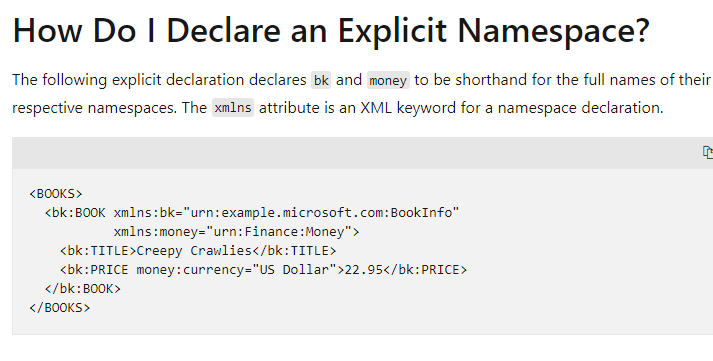 How Do I Declare an Explicit Namespace?
The following explicit declaration declares bk and money to be shorthand for the full names of their
respective namespaces. The xmlns attribute is an XML keyword for a namespace declaration.
<BOOKS>
  <bk:BOOK xmlns:bk="urn:example.microsoft.com:BookInfo"
           xmlns:money="urn:Finance:Money">
    <bk:TITLE>Creepy Crawlies</bk:TITLE>
    <bk:PRICE money:currency="US Dollar">22.95</bk:PRICE>
  </bk:BOOK>
</BOOKS>